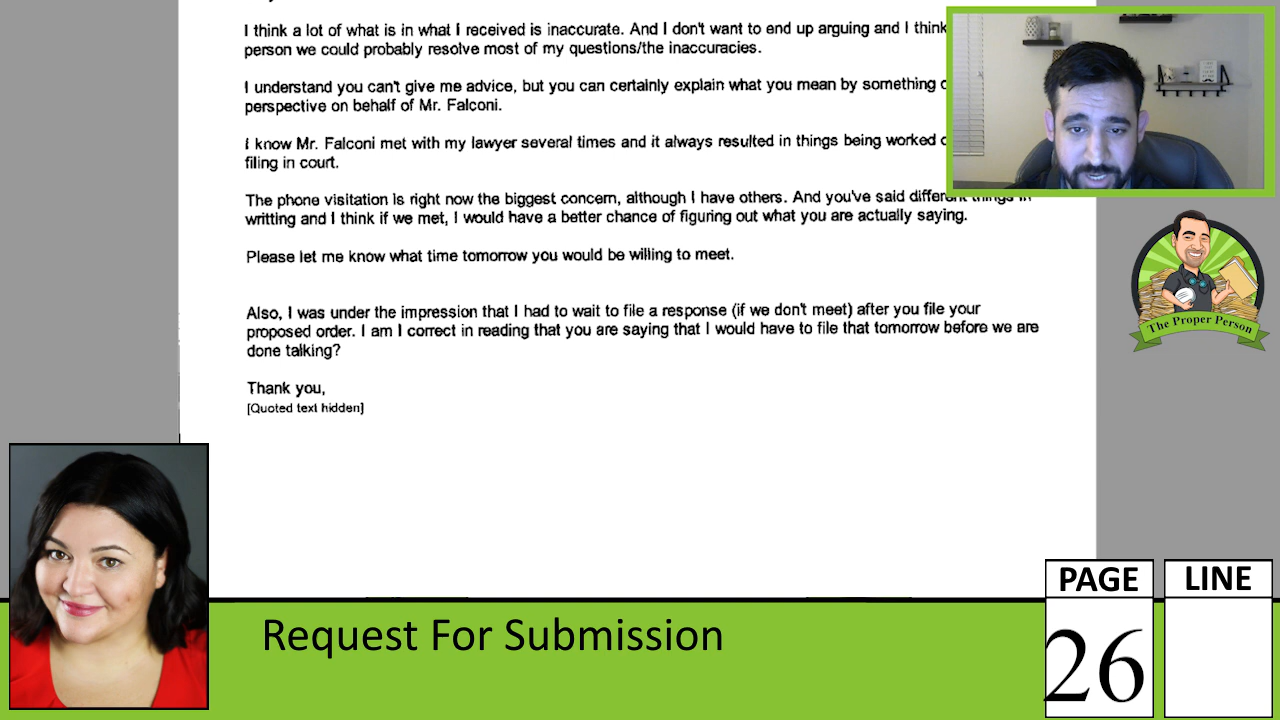 I think a lot of what is in what I received is inaccurate. And I don't want to end up arguing and I think
person we could probably resolve most of my questions/the inaccuracies.
I understand you can't give me advice, but you can certainly explain what you mean by something
perspective on behalf of Mr. Falconi.
I know Mr. Falconi met with my lawyer several times and it always resulted in things being worked
filing in court.
The phone visitation is right now the biggest concern, although I have others. And you've said different things in
writting and I think if we met, I would have a better chance of figuring out what you are actually saying.
Please let me know what time tomorrow you would be willing to meet.
Also, I was under the impression that I had to wait to file a response (if we don't meet) after you file your
proposed order. I am I correct in reading that you are saying that I would have to file that tomorrow before we are
done talking?
Thank you,
[Quoted text hidden]
The Proper Person
Request For Submission
PAGE
26
LINE